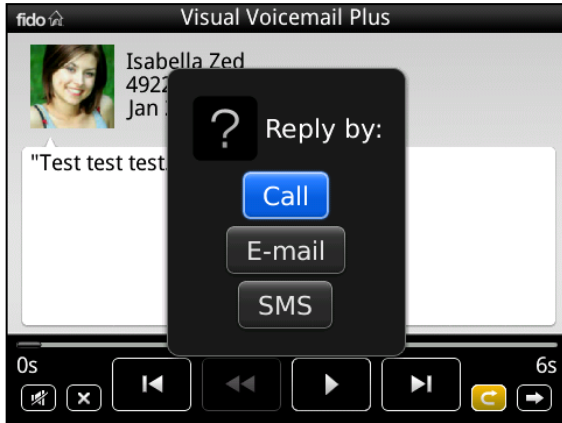 fido Visual Voicemail Plus
Isabella Zed
4922
Jan
"Test test test.
Reply by:
Call
E-mail
SMS
0s 6s